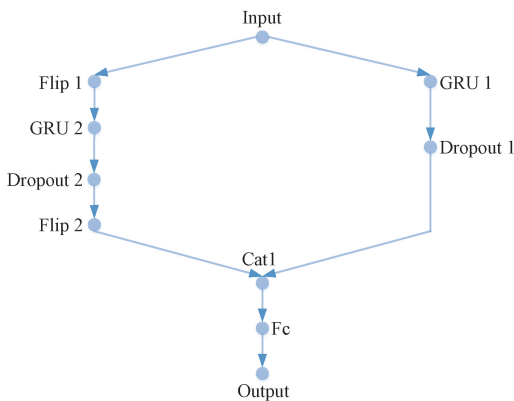 Input
Flip 1
GRU 1
GRU 2
Dropout 1
Dropout 2
Flip 2
Cat1
Fc
Output